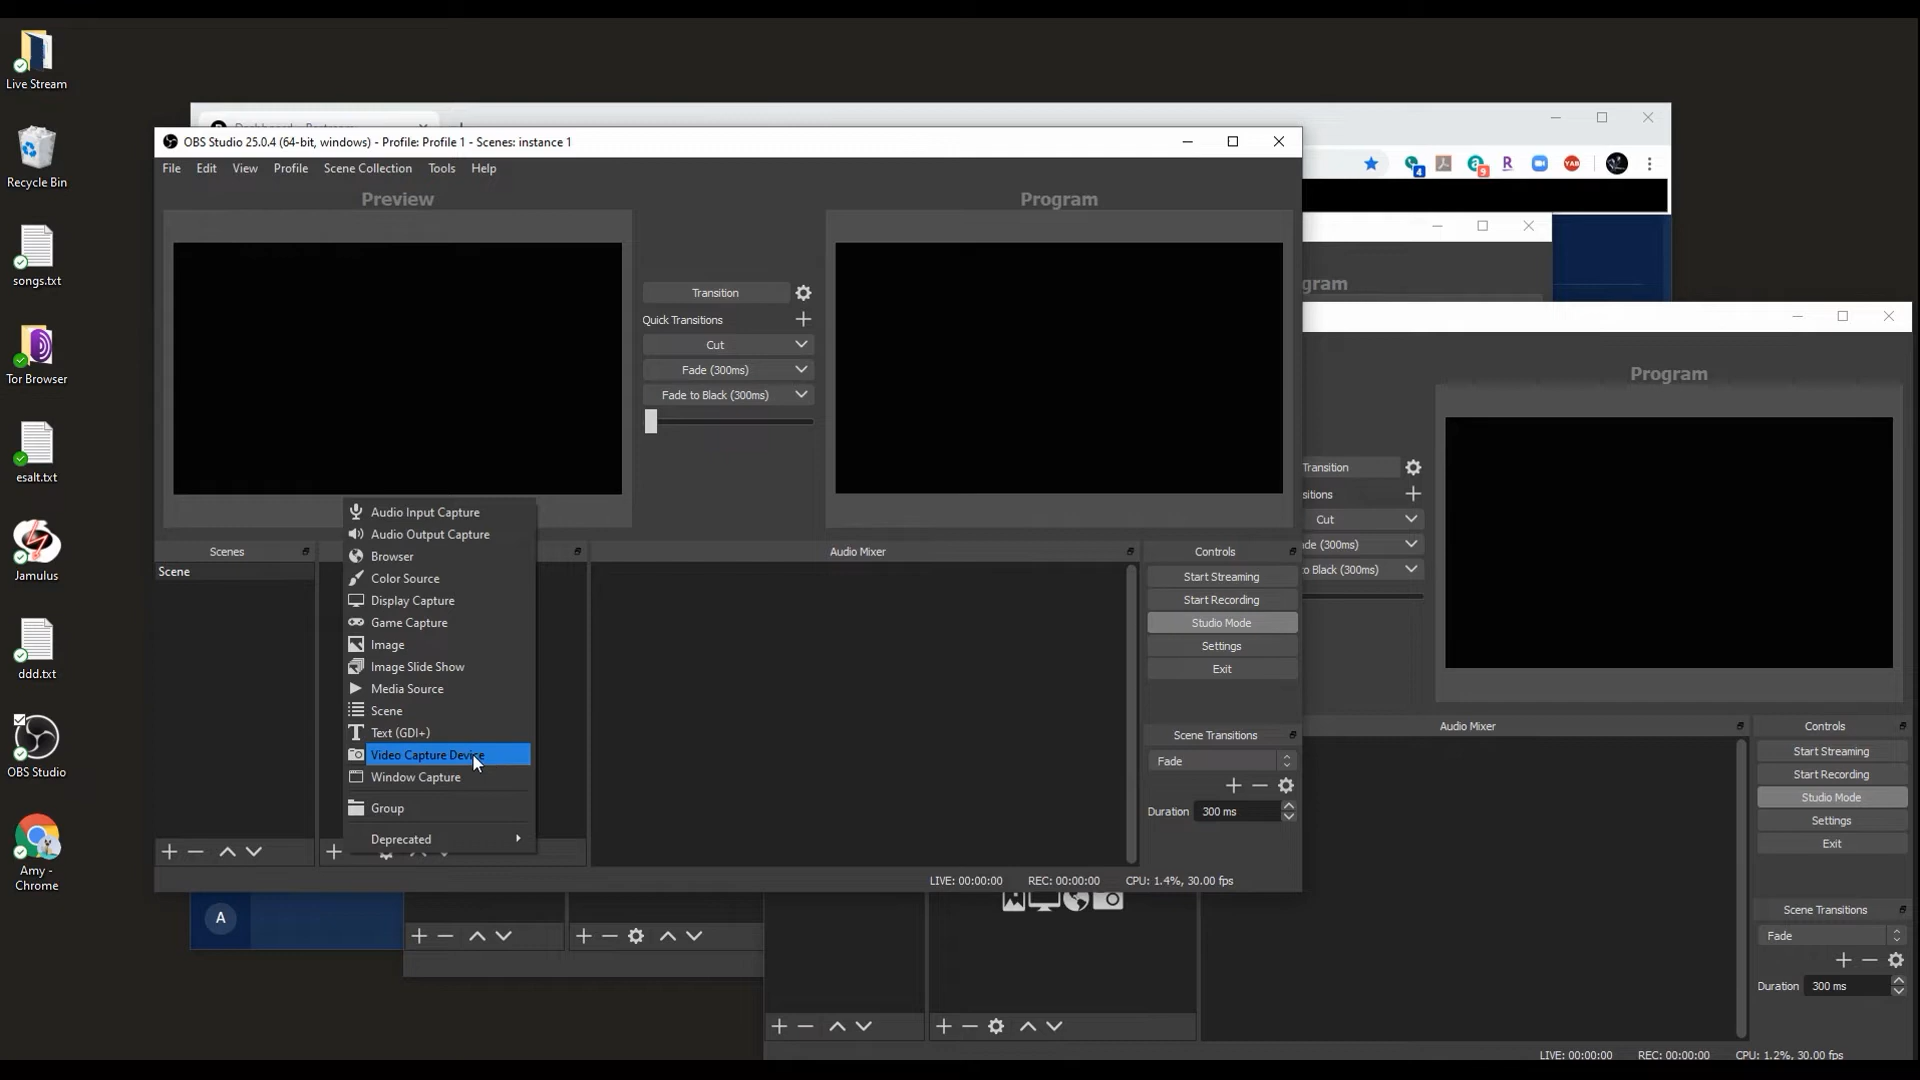 Live Stream
Recycle Bin
songs.txt
Tor Browser
esalt.txt
Jamulus
ddd.txt
OBS Studio
Amy -
Chrome
OBS Studio 25.0.4 (64-bit, windows) - Profile: Profile 1 - Scenes: instance 1
File Edit View Profile Scene Collection Tools Help
Preview
Program
Transition
Quick Transitions
Cut
Fade (300ms)
Fade to Black (300ms)
Audio Input Capture
Audio Output Capture
Browser
Color Source
Display Capture
Game Capture
Image
Image Slide Show
Media Source
Scene
Text (GDI+)
Video Capture Device
Window Capture
Group
Deprecated
Scenes
Scene
Audio Mixer
Controls
Start Streaming
Start Recording
Studio Mode
Settings
Exit
Scene Transitions
Fade
Duration 300 ms
LIVE: 00:00:00 REC: 00:00:00 CPU: 1.4%, 30.00 fps
4
9
R
YAB
gram
Program
Transition
sitions
Cut
de (300ms)
o Black (300ms)
Audio Mixer
Controls
Start Streaming
Start Recording
Studio Mode
Settings
Exit
Scene Transitions
Fade
Duration 300 ms
LIVE: 00:00:00 REC: 00:00:00 CPU: 1.2%, 30.00 fps
A